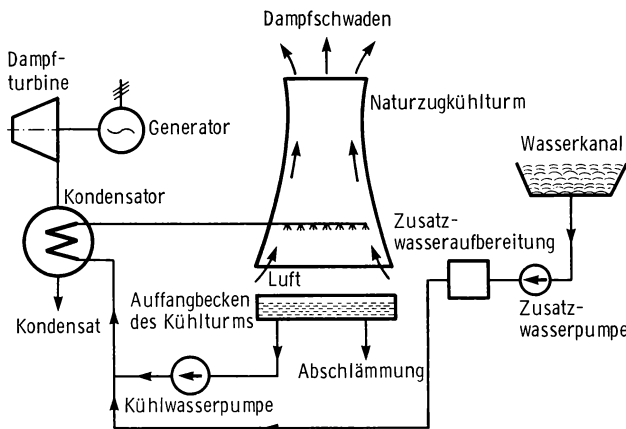 Dampfschwaden
Dampf-
turbine
Naturzugkühlturm
Generator
Wasserkanal
Kondensator
Zusatz-
wasseraufbereitung
Luft
Auffangbecken
des Kühlturms
Kondensat
Zusatz-
wasserpumpe
Abschlämmung
Kühlwasserpumpe